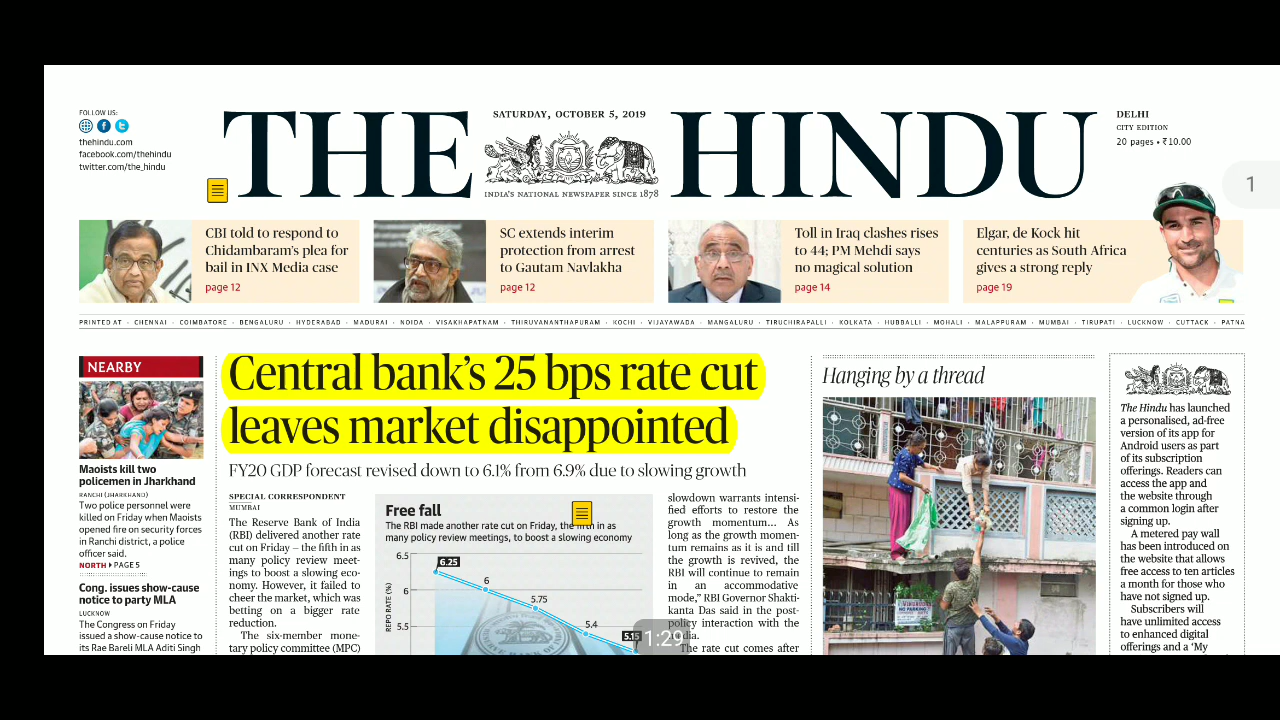 FOLLOW US:
thehindu.com
facebook.com/thehindu
twitter.com/the_hindu
THE HINDU
SATURDAY, OCTOBER 5, 2019
INDIA'S NATIONAL NEWSPAPER SINCE 1878
DELHI
CITY EDITION
20 pages • ₹10.00
1
CBI told to respond to
Chidambaram's plea for
bail in INX Media case
page 12
SC extends interim
protection from arrest
to Gautam Navlakha
page 12
Toll in Iraq clashes rises
to 44; PM Mehdi says
no magical solution
page 14
Elgar, de Kock hit
centuries as South Africa
gives a strong reply
page 19
PRINTED AT · CHENNAI · COIMBATORE · BENGALURU · HYDERABAD · MADURAI · NOIDA · VISAKHAPATNAM · THIRUVANANTHAPURAM · KOCHI · VIJAYAWADA · MANGALURU · TIRUCHIRAPALLI · KOLKATA · HUBBALLI · MOHALI · MALAPPURAM · MUMBAI · TIRUPATI · LUCKNOW · CUTTACK · PATNA
NEARBY
Maoists kill two
policemen in Jharkhand
RANCHI (JHARKHAND)
Two police personnel were
killed on Friday when Maoists
opened fire on security forces
in Ranchi district, a police
officer said.
NORTH ▸ PAGE 5
Cong. issues show-cause
notice to party MLA
LUCKNOW
The Congress on Friday
issued a show-cause notice to
its Rae Bareli MLA Aditi Singh
Central bank's 25 bps rate cut
leaves market disappointed
FY20 GDP forecast revised down to 6.1% from 6.9% due to slowing growth
SPECIAL CORRESPONDENT
MUMBAI
The Reserve Bank of India
(RBI) delivered another rate
cut on Friday – the fifth in as
many policy review meet-
ings to boost a slowing eco-
nomy. However, it failed to
cheer the market, which was
betting on a bigger rate
reduction.
The six-member mone-
tary policy committee (MPC)
Free fall
The RBI made another rate cut on Friday, the fifth in as
many policy review meetings, to boost a slowing economy
REPO RATE (%)
6.5
6
5.5
6.25
6
5.75
5.4
5.15
1:29
slowdown warrants intensi-
fied efforts to restore the
growth momentum... As
long as the growth momen-
tum remains as it is and till
the growth is revived, the
RBI will continue to remain
in an accommodative
mode,” RBI Governor Shakti-
kanta Das said in the post-
policy interaction with the
The rate cut comes after
Hanging by a thread
NO PARKING
The Hindu has launched
a personalised, ad-free
version of its app for
Android users as part
of its subscription
offerings. Readers can
access the app and
the website through
a common login after
signing up.
A metered pay wall
has been introduced on
the website that allows
free access to ten articles
a month for those who
have not signed up.
Subscribers will
have unlimited access
to enhanced digital
offerings and a ‘My